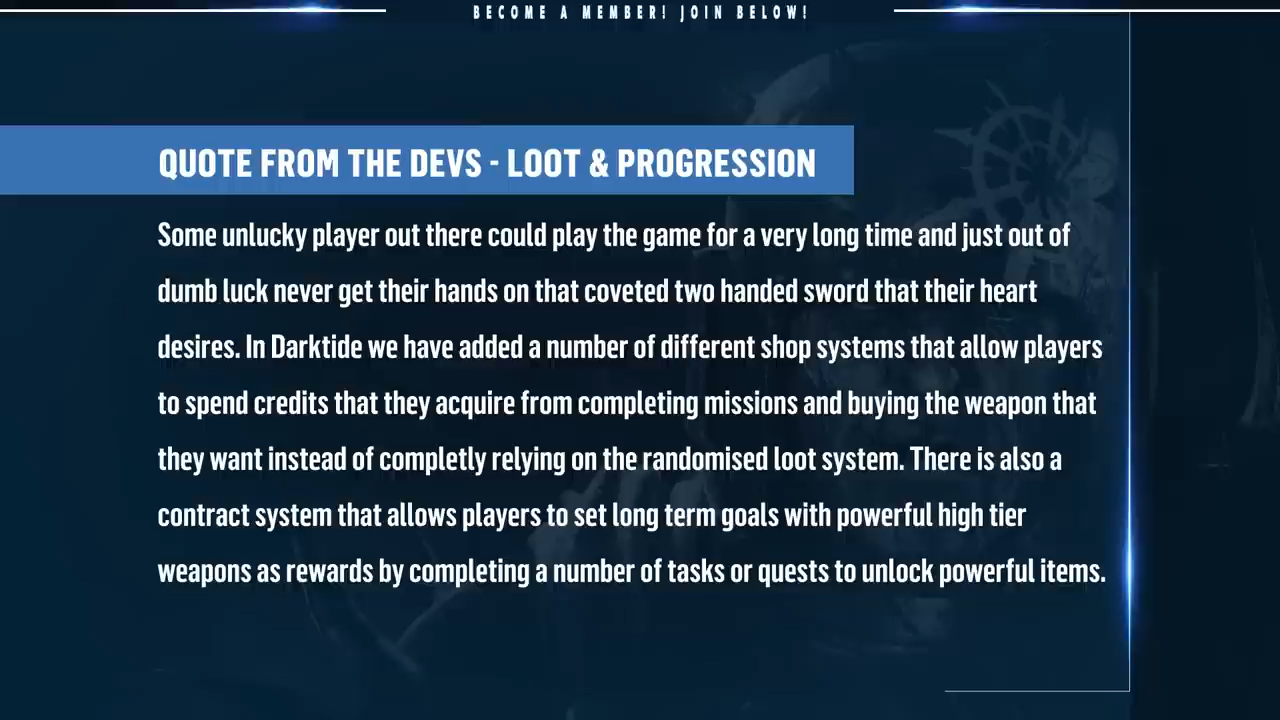 BECOME A MEMBER! JOIN BELOW!
QUOTE FROM THE DEVS - LOOT & PROGRESSION
Some unlucky player out there could play the game for a very long time and just out of
dumb luck never get their hands on that coveted two handed sword that their heart
desires. In Darktide we have added a number of different shop systems that allow players
to spend credits that they acquire from completing missions and buying the weapon that
they want instead of completly relying on the randomised loot system. There is also a
contract system that allows players to set long term goals with powerful high tier
weapons as rewards by completing a number of tasks or quests to unlock powerful items.